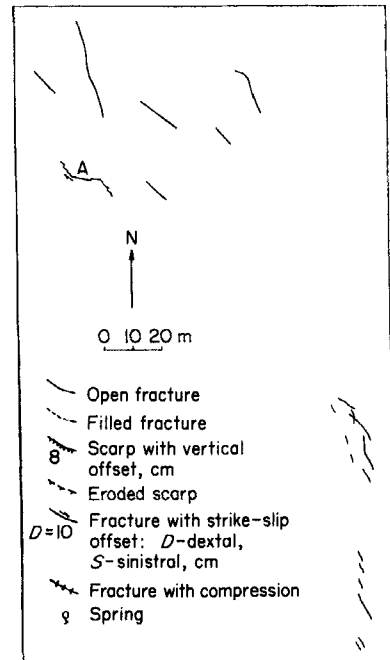 A
N
0 10 20 m
Open fracture
Filled fracture
8 Scarp with vertical
offset, cm
Eroded scarp
D=10 Fracture with strike-slip
offset: D-dextal,
S-sinistral, cm
Fracture with compression
Spring